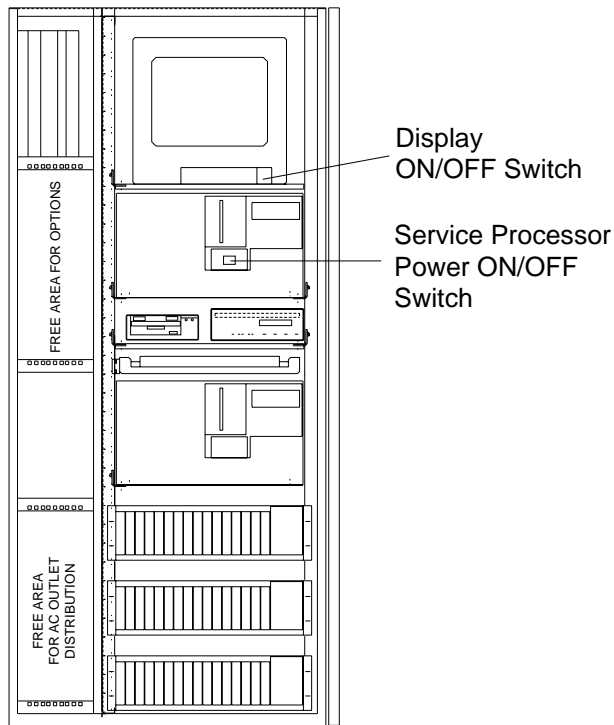 Display
ON/OFF Switch
Service Processor
Power ON/OFF
Switch
FREE AREA FOR OPTIONS
FREE AREA
FOR AC OUTLET
DISTRIBUTION